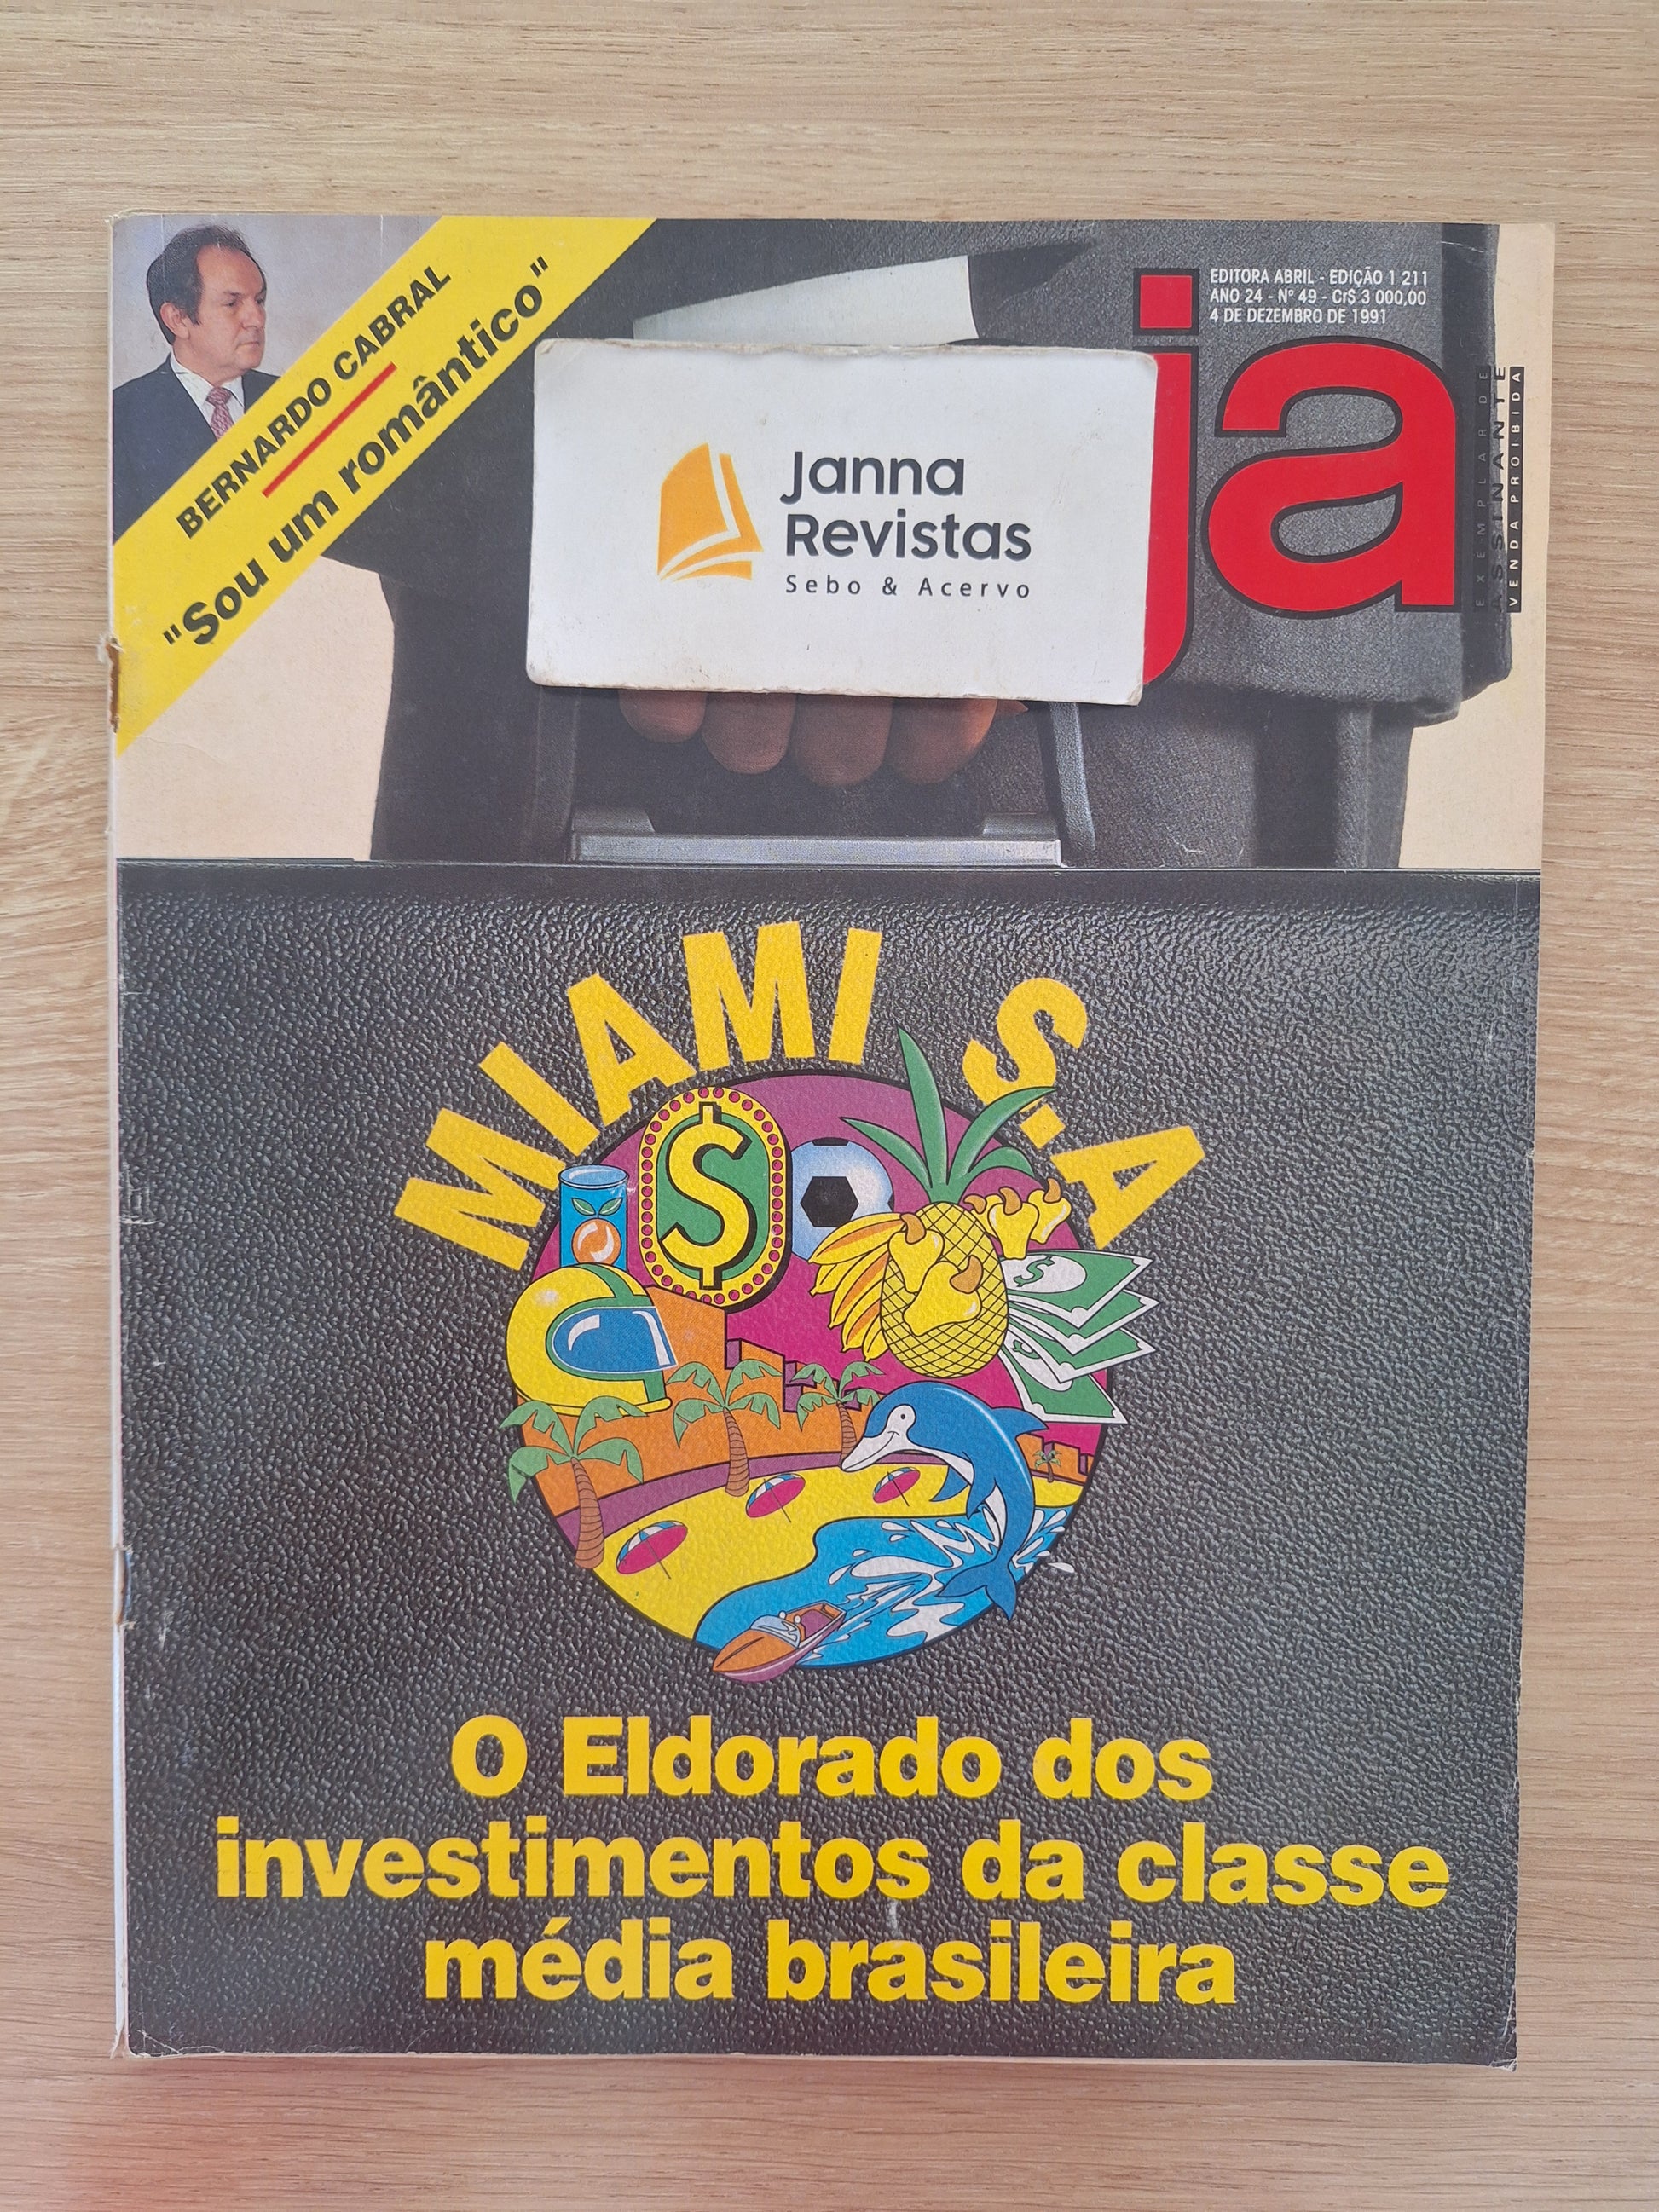 BERNARDO CABRAL
"Sou um romântico"
EDITORA ABRIL - EDIÇÃO 1 211
ANO 24 - Nº 49 - Cr$ 3 000,00
4 DE DEZEMBRO DE 1991
ja
EXEMPLAR DE
ASSINANTE
VENDA PROIBIDA
Janna
Revistas
Sebo & Acervo
MIAMI S.A
$
$
O Eldorado dos
investimentos da classe
média brasileira